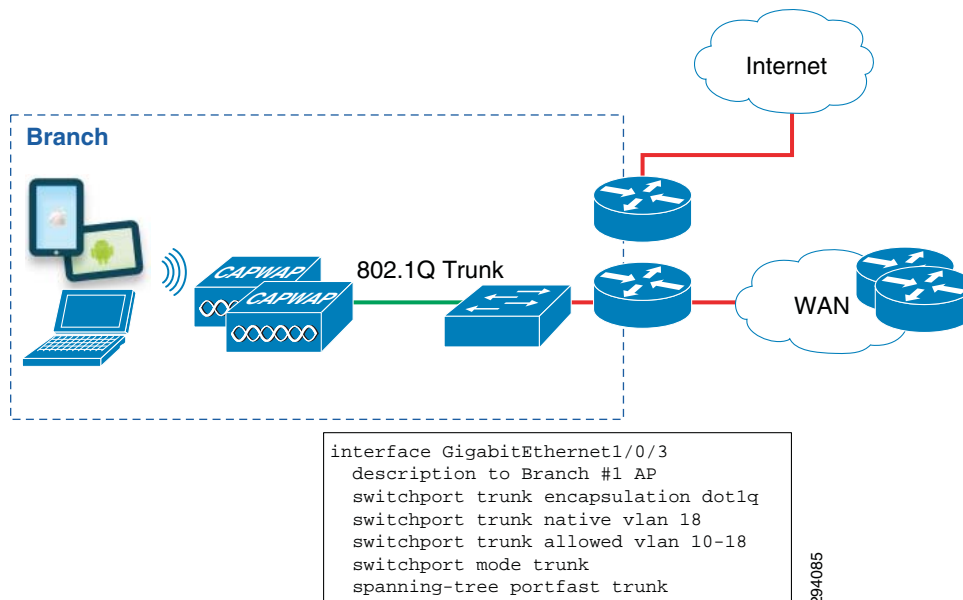 Internet
Branch
CAPWAP
CAPWAP
802.1Q Trunk
WAN
interface GigabitEthernet1/0/3
description to Branch #1 AP
switchport trunk encapsulation dot1q
switchport trunk native vlan 18
switchport trunk allowed vlan 10-18
switchport mode trunk
spanning-tree portfast trunk
294085